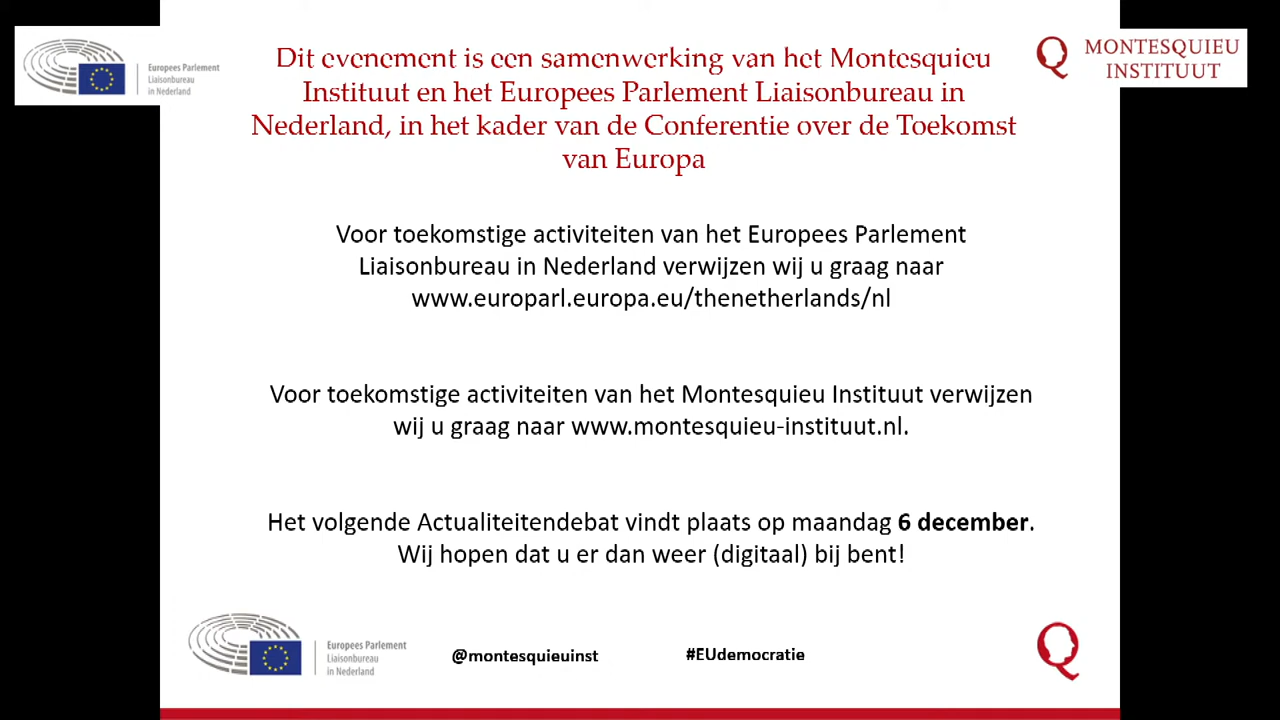 Europees Parlement
Liaisonbureau
in Nederland
MONTESQUIEU
INSTITUUT
Dit evenement is een samenwerking van het Montesquieu
Instituut en het Europees Parlement Liaisonbureau in
Nederland, in het kader van de Conferentie over de Toekomst
van Europa
Voor toekomstige activiteiten van het Europees Parlement
Liaisonbureau in Nederland verwijzen wij u graag naar
www.europarl.europa.eu/thenetherlands/nl
Voor toekomstige activiteiten van het Montesquieu Instituut verwijzen
wij u graag naar www.montesquieu-instituut.nl.
Het volgende Actualiteitendebat vindt plaats op maandag 6 december.
Wij hopen dat u er dan weer (digitaal) bij bent!
Europees Parlement
Liaisonbureau
in Nederland
@montesquieuinst
#EUdemocratie